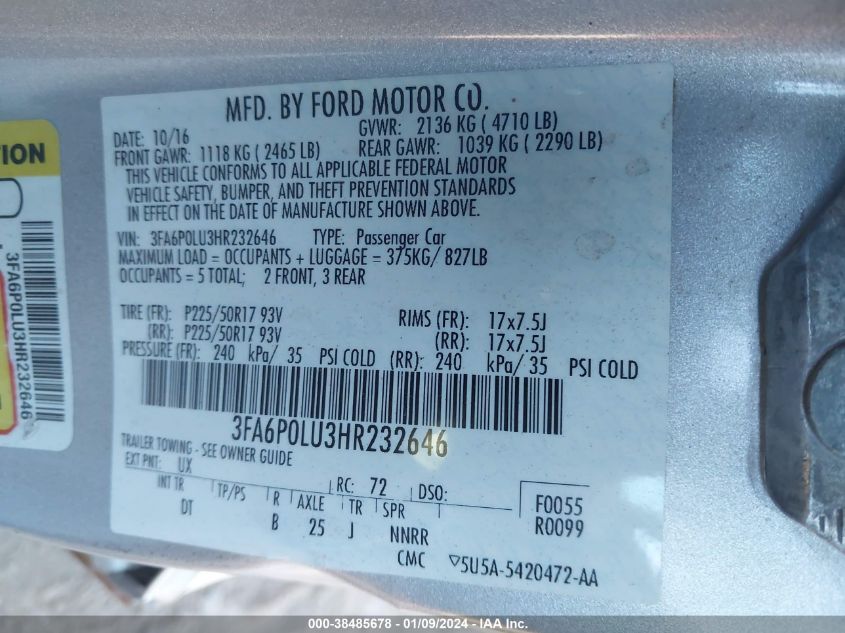 MFD. BY FORD MOTOR CO.
DATE: 10/16 GVWR: 2136 KG ( 4710 LB)
FRONT GAWR: 1118 KG ( 2465 LB) REAR GAWR: 1039 KG ( 2290 LB)
THIS VEHICLE CONFORMS TO ALL APPLICABLE FEDERAL MOTOR
VEHICLE SAFETY, BUMPER, AND THEFT PREVENTION STANDARDS
IN EFFECT ON THE DATE OF MANUFACTURE SHOWN ABOVE.
VIN: 3FA6P0LU3HR232646 TYPE: Passenger Car
MAXIMUM LOAD = OCCUPANTS + LUGGAGE = 375KG/ 827LB
OCCUPANTS = 5 TOTAL; 2 FRONT, 3 REAR
TIRE (FR): P225/50R17 93V RIMS (FR): 17x7.5J
(RR): P225/50R17 93V (RR): 17x7.5J
PRESSURE (FR): 240 kPa/ 35 PSI COLD (RR): 240 kPa/ 35 PSI COLD
3FA6P0LU3HR232646
TRAILER TOWING - SEE OWNER GUIDE
EXT PNT: UX RC: 72 DSO:
INT TR TP/PS R AXLE TR SPR
DT B 25 J NNRR
F0055
R0099
CMC ▽5U5A-5420472-AA
TION
3FA6P0LU3HR232646
000-38485678 - 01/09/2024 - IAA Inc.